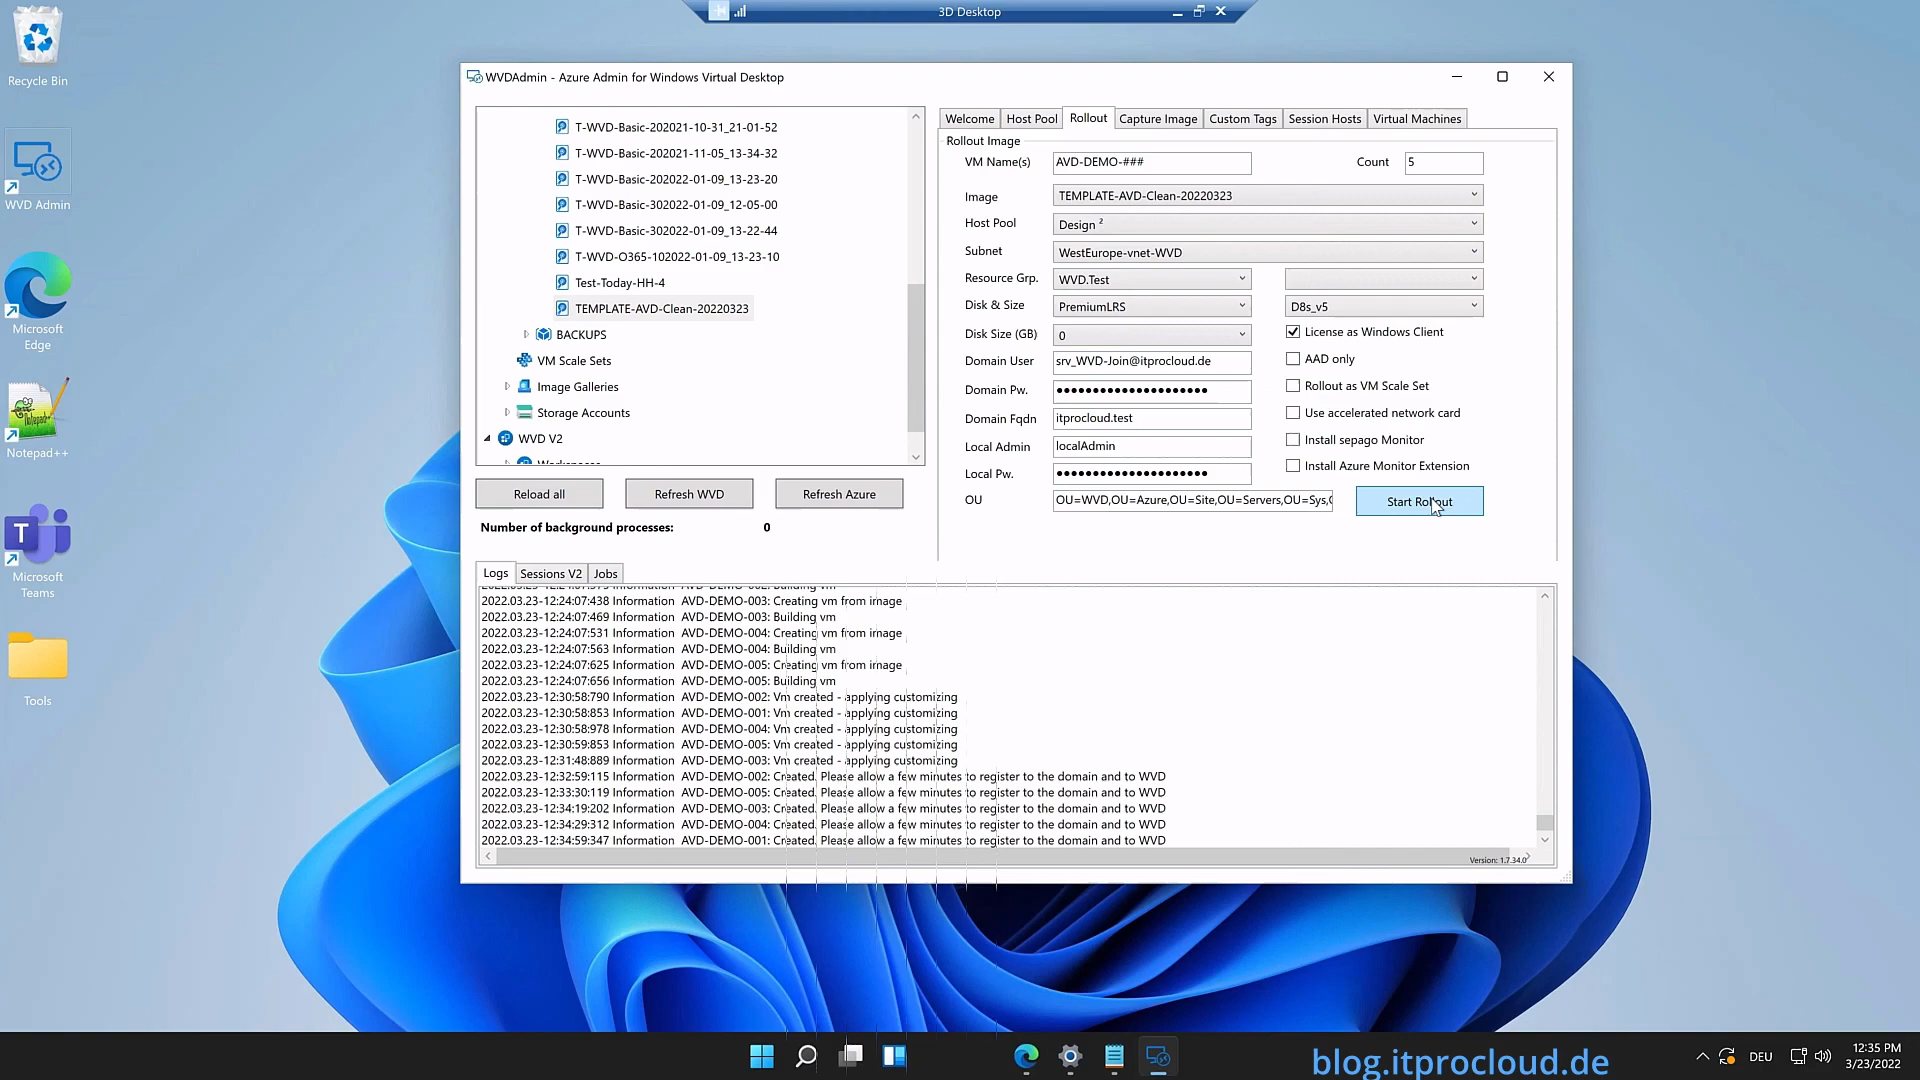 3D Desktop
Recycle Bin
WVD Admin
Microsoft
Edge
Notepad++
Microsoft
Teams
Tools
WVDAdmin - Azure Admin for Windows Virtual Desktop
T-WVD-Basic-202021-10-31_21-01-52
T-WVD-Basic-202021-11-05_13-34-32
T-WVD-Basic-202022-01-09_13-23-20
T-WVD-Basic-302022-01-09_12-05-00
T-WVD-Basic-302022-01-09_13-22-44
T-WVD-O365-102022-01-09_13-23-10
Test-Today-HH-4
TEMPLATE-AVD-Clean-20220323
BACKUPS
VM Scale Sets
Image Galleries
Storage Accounts
WVD V2
Reload all
Refresh WVD
Refresh Azure
Number of background processes: 0
Welcome Host Pool Rollout Capture Image Custom Tags Session Hosts Virtual Machines
Rollout Image
VM Name(s) AVD-DEMO-### Count 5
Image TEMPLATE-AVD-Clean-20220323
Host Pool Design ²
Subnet WestEurope-vnet-WVD
Resource Grp. WVD.Test
Disk & Size PremiumLRS D8s_v5
Disk Size (GB) 0 License as Windows Client
Domain User srv_WVD-Join@itprocloud.de AAD only
Domain Pw. Rollout as VM Scale Set
Domain Fqdn itprocloud.test Use accelerated network card
Local Admin localAdmin Install sepago Monitor
Local Pw. Install Azure Monitor Extension
OU OU=WVD,OU=Azure,OU=Site,OU=Servers,OU=Sys, Start Rollout
Logs Sessions V2 Jobs
2022.03.23-12:24:07:438 Information AVD-DEMO-003: Creating vm from image
2022.03.23-12:24:07:469 Information AVD-DEMO-003: Building vm
2022.03.23-12:24:07:531 Information AVD-DEMO-004: Creating vm from image
2022.03.23-12:24:07:563 Information AVD-DEMO-004: Building vm
2022.03.23-12:24:07:625 Information AVD-DEMO-005: Creating vm from image
2022.03.23-12:24:07:656 Information AVD-DEMO-005: Building vm
2022.03.23-12:30:58:790 Information AVD-DEMO-002: Vm created - applying customizing
2022.03.23-12:30:58:853 Information AVD-DEMO-001: Vm created - applying customizing
2022.03.23-12:30:58:978 Information AVD-DEMO-004: Vm created - applying customizing
2022.03.23-12:30:59:853 Information AVD-DEMO-005: Vm created - applying customizing
2022.03.23-12:31:48:889 Information AVD-DEMO-003: Vm created - applying customizing
2022.03.23-12:32:59:115 Information AVD-DEMO-002: Created. Please allow a few minutes to register to the domain and to WVD
2022.03.23-12:33:30:119 Information AVD-DEMO-005: Created. Please allow a few minutes to register to the domain and to WVD
2022.03.23-12:34:19:202 Information AVD-DEMO-003: Created. Please allow a few minutes to register to the domain and to WVD
2022.03.23-12:34:29:312 Information AVD-DEMO-004: Created. Please allow a few minutes to register to the domain and to WVD
2022.03.23-12:34:59:347 Information AVD-DEMO-001: Created. Please allow a few minutes to register to the domain and to WVD
Version: 1.7.34.0
blog.itprocloud.de
DEU
12:35 PM
3/23/2022